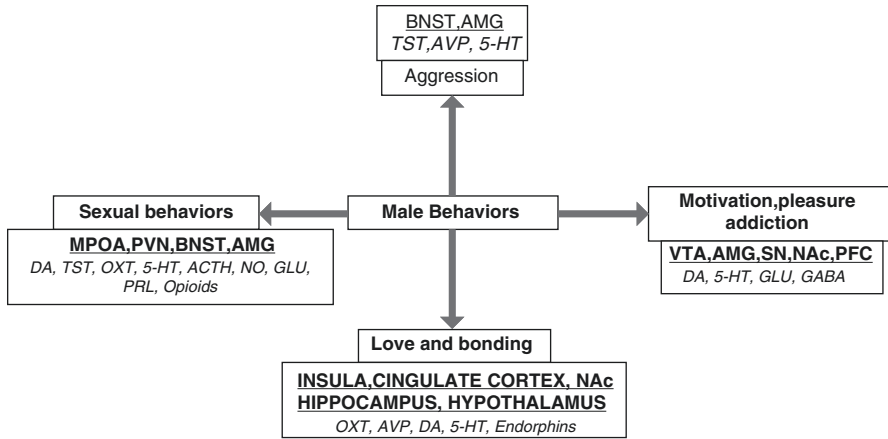 BNST,AMG
TST,AVP, 5-HT
Aggression
Sexual behaviors
MPOA,PVN,BNST,AMG
DA, TST, OXT, 5-HT, ACTH, NO, GLU,
PRL, Opioids
Male Behaviors
Motivation,pleasure
addiction
VTA,AMG,SN,NAc,PFC
DA, 5-HT, GLU, GABA
Love and bonding
INSULA,CINGULATE CORTEX, NAc
HIPPOCAMPUS, HYPOTHALAMUS
OXT, AVP, DA, 5-HT, Endorphins